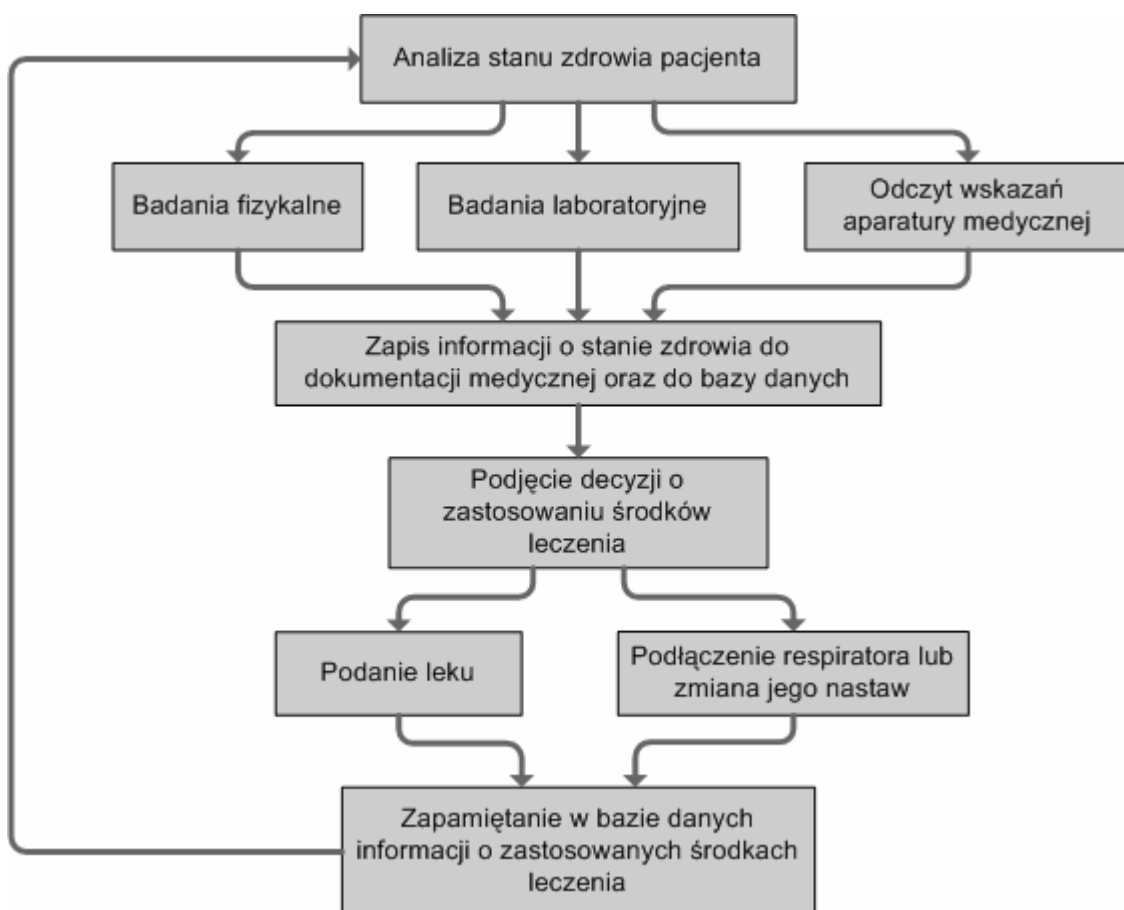 Analiza stanu zdrowia pacjenta
Badania fizykalne
Badania laboratoryjne
Odczyt wskazań
aparatury medycznej
Zapis informacji o stanie zdrowia do
dokumentacji medycznej oraz do bazy danych
Podjęcie decyzji o
zastosowaniu środków
leczenia
Podanie leku
Podłączenie respiratora lub
zmiana jego nastaw
Zapamiętanie w bazie danych
informacji o zastosowanych środkach
leczenia